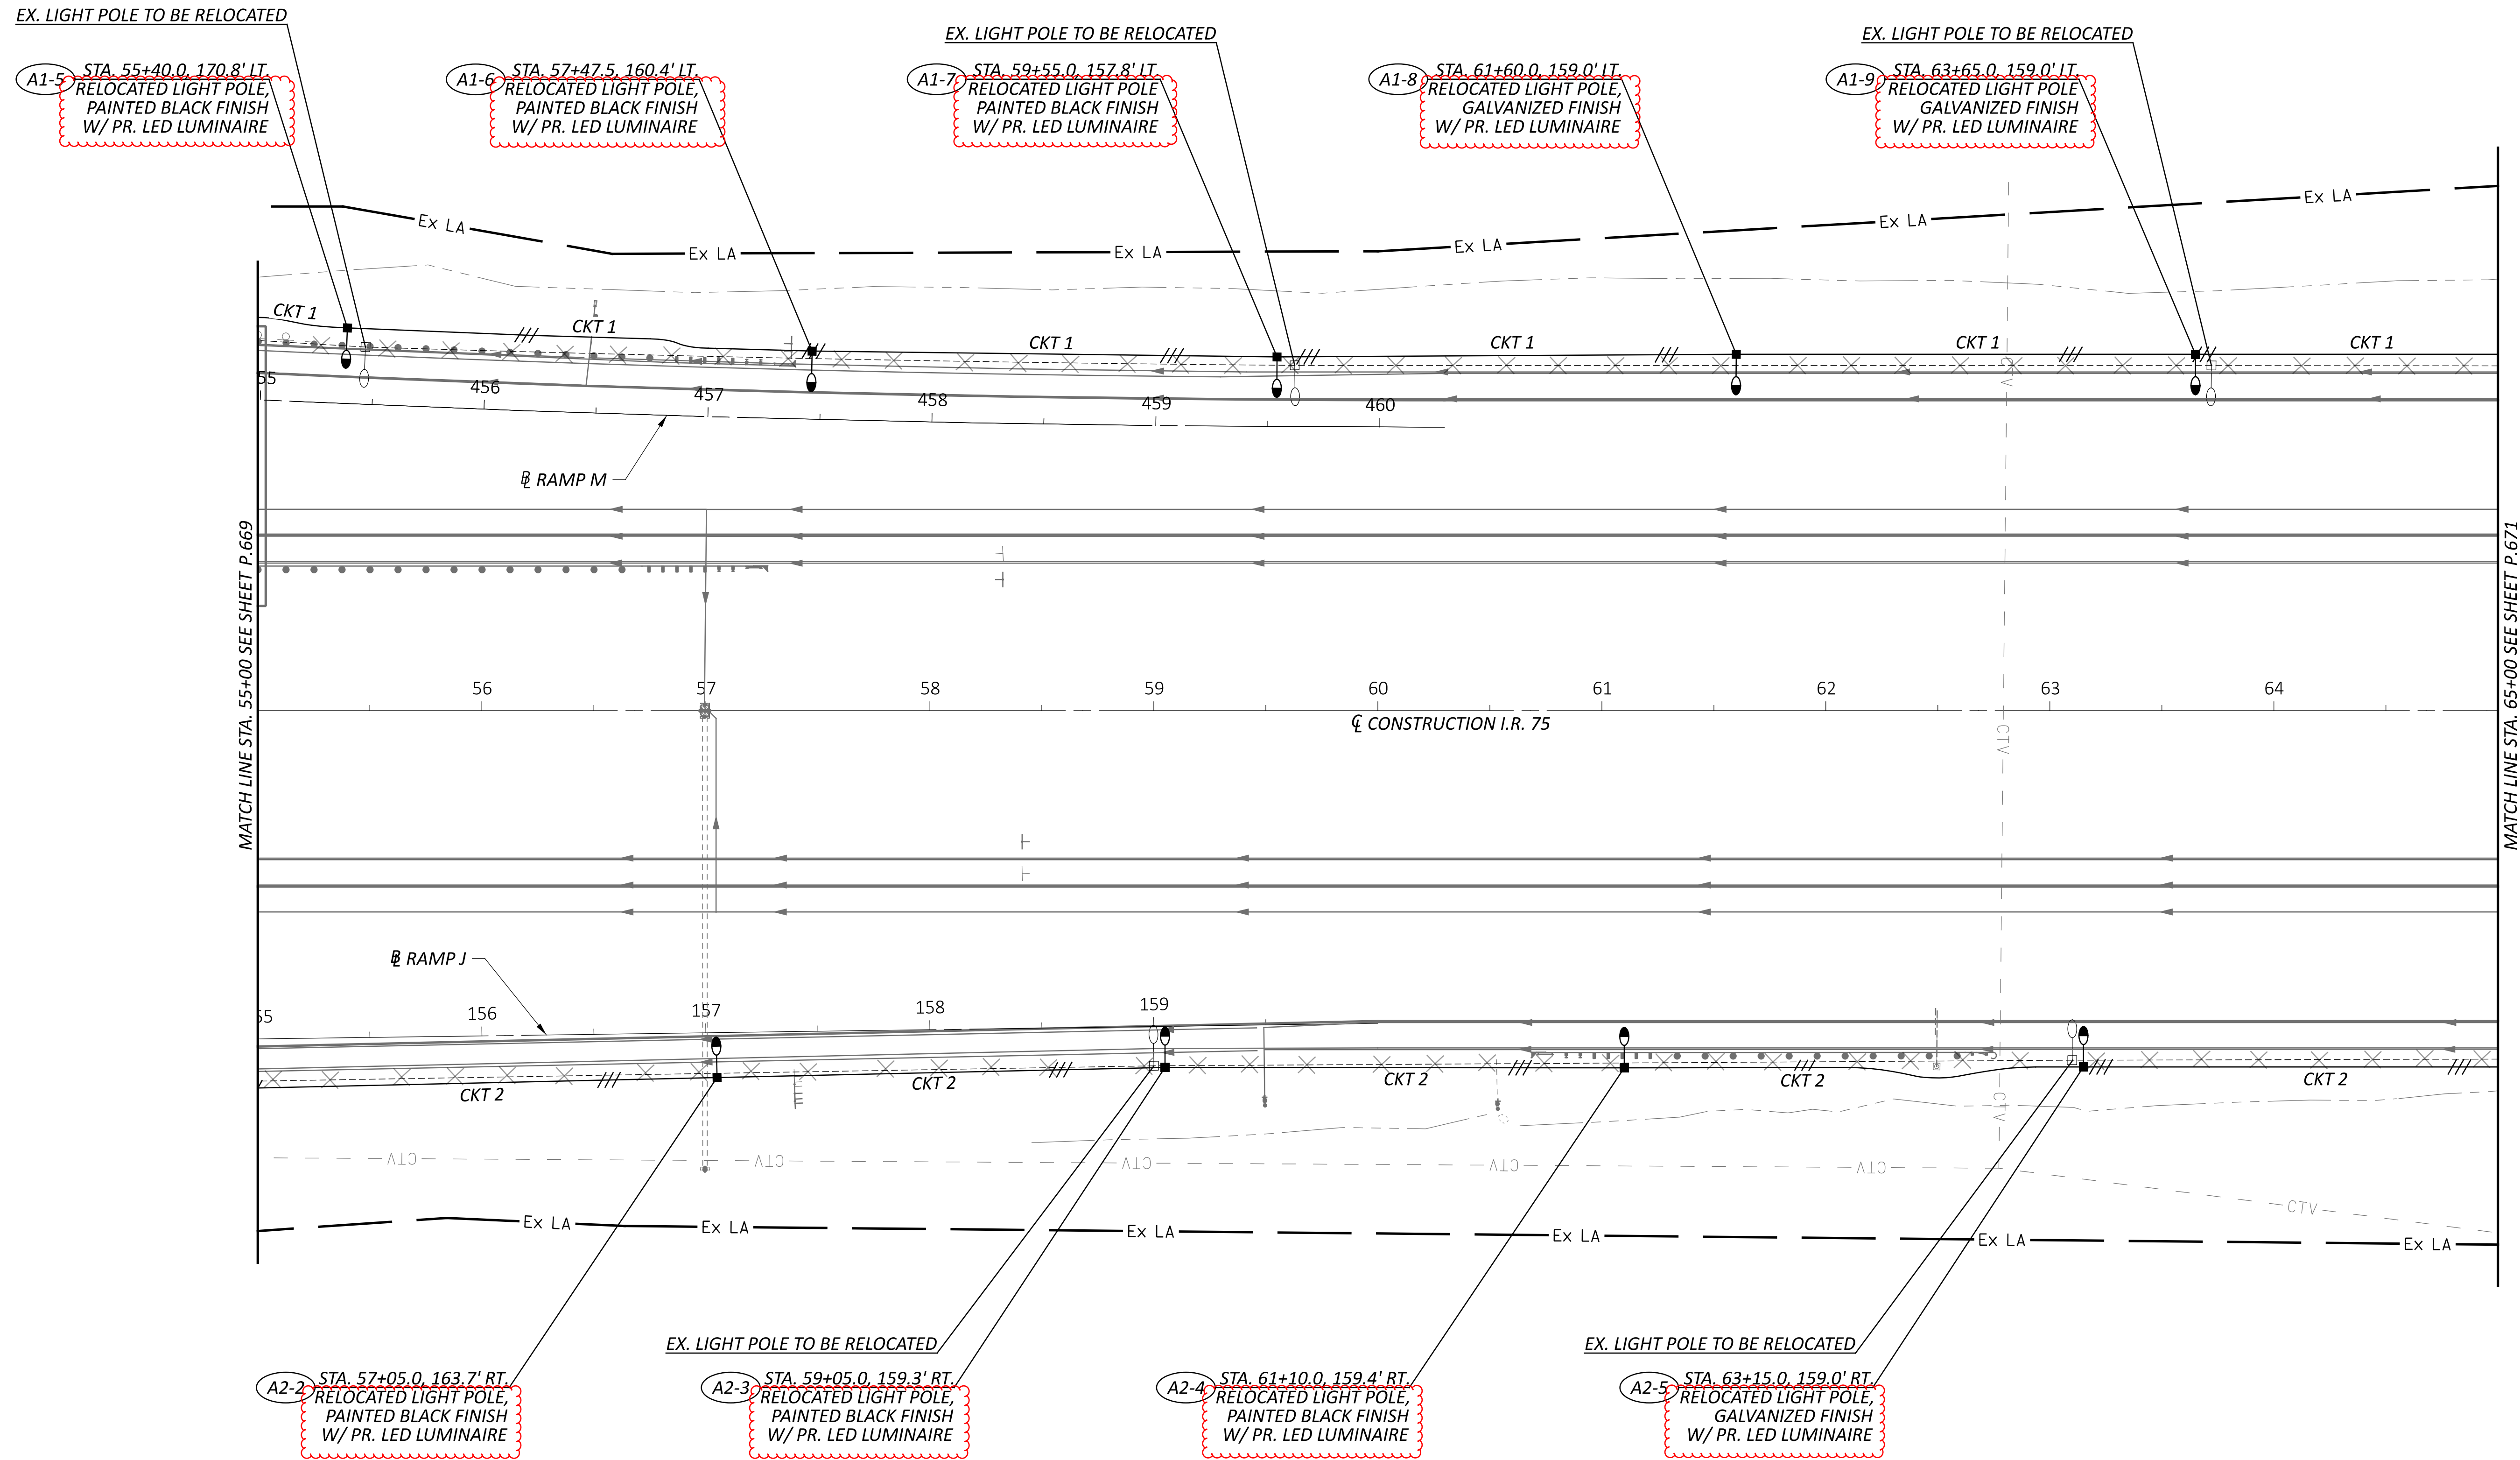 EX. LIGHT POLE TO BE RELOCATED
EX. LIGHT POLE TO BE RELOCATED
EX. LIGHT POLE TO BE RELOCATED
A1-5
STA. 55+40.0, 170.8' LT.
RELOCATED LIGHT POLE,
PAINTED BLACK FINISH
W/ PR. LED LUMINAIRE
A1-6
STA. 57+47.5, 160.4' LT.
RELOCATED LIGHT POLE,
PAINTED BLACK FINISH
W/ PR. LED LUMINAIRE
A1-7
STA. 59+55.0, 157.8' LT.
RELOCATED LIGHT POLE
PAINTED BLACK FINISH
W/ PR. LED LUMINAIRE
A1-8
STA. 61+60.0, 159.0' LT.
RELOCATED LIGHT POLE,
GALVANIZED FINISH
W/ PR. LED LUMINAIRE
A1-9
STA. 63+65.0, 159.0' LT.
RELOCATED LIGHT POLE
GALVANIZED FINISH
W/ PR. LED LUMINAIRE
Ex LA
Ex LA
Ex LA
Ex LA
Ex LA
Ex LA
CKT 1
CKT 1
CKT 1
CKT 1
CKT 1
CKT 1
55
456
457
458
459
460
RAMP M
MATCH LINE STA. 55+00 SEE SHEET P.669
MATCH LINE STA. 65+00 SEE SHEET P.671
56
57
58
59
60
61
62
63
64
CONSTRUCTION I.R. 75
CTV
RAMP J
55
156
157
158
159
CKT 2
CKT 2
CKT 2
CKT 2
CKT 2
CTV
CTV
CTV
CTV
CTV
CTV
CTV
Ex LA
Ex LA
Ex LA
Ex LA
Ex LA
Ex LA
EX. LIGHT POLE TO BE RELOCATED
EX. LIGHT POLE TO BE RELOCATED
A2-2
STA. 57+05.0, 163.7' RT.
RELOCATED LIGHT POLE,
PAINTED BLACK FINISH
W/ PR. LED LUMINAIRE
A2-3
STA. 59+05.0, 159.3' RT.
RELOCATED LIGHT POLE,
PAINTED BLACK FINISH
W/ PR. LED LUMINAIRE
A2-4
STA. 61+10.0, 159.4' RT.
RELOCATED LIGHT POLE,
PAINTED BLACK FINISH
W/ PR. LED LUMINAIRE
A2-5
STA. 63+15.0, 159.0' RT.
RELOCATED LIGHT POLE,
GALVANIZED FINISH
W/ PR. LED LUMINAIRE